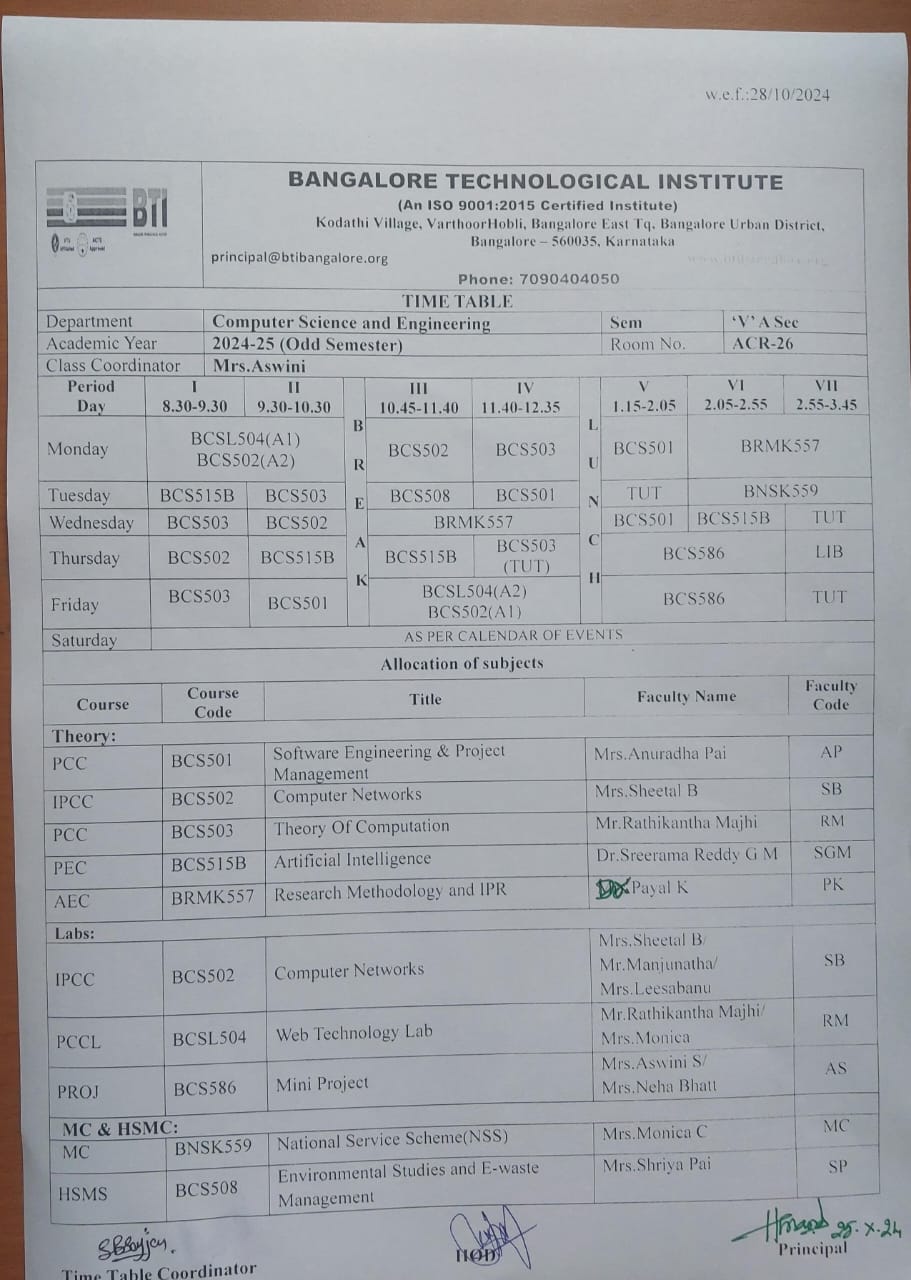 w.e.f.:28/10/2024
BTI
BANGALORE TECHNOLOGICAL INSTITUTE
(An ISO 9001:2015 Certified Institute)
Kodathi Village, VarthoorHobli, Bangalore East Tq, Bangalore Urban District,
Bangalore – 560035, Karnataka
principal@btibangalore.org
Phone: 7090404050
TIME TABLE
Department Computer Science and Engineering Sem ‘V’ A Sec
Academic Year 2024-25 (Odd Semester) Room No. ACR-26
Class Coordinator Mrs.Aswini
Period I II III IV V VI VII
Day 8.30-9.30 9.30-10.30 10.45-11.40 11.40-12.35 1.15-2.05 2.05-2.55 2.55-3.45
BREAK
LUNCH
Monday BCSL504(A1) BCS502 BCS503 BCS501 BRMK557
BCS502(A2)
Tuesday BCS515B BCS503 BCS508 BCS501 TUT BNSK559
Wednesday BCS503 BCS502 BRMK557 BCS501 BCS515B TUT
Thursday BCS502 BCS515B BCS515B BCS503 BCS586 LIB
(TUT)
Friday BCS503 BCS501 BCSL504(A2) BCS586 TUT
BCS502(A1)
Saturday AS PER CALENDAR OF EVENTS
Allocation of subjects
Course Course Code Title Faculty Name Faculty Code
Theory:
PCC BCS501 Software Engineering & Project Management Mrs.Anuradha Pai AP
IPCC BCS502 Computer Networks Mrs.Sheetal B SB
PCC BCS503 Theory Of Computation Mr.Rathikantha Majhi RM
PEC BCS515B Artificial Intelligence Dr.Sreerama Reddy G M SGM
AEC BRMK557 Research Methodology and IPR Payal K PK
Labs:
IPCC BCS502 Computer Networks Mrs.Sheetal B/ SB
Mr.Manjunatha/
Mrs.Leesabanu
PCCL BCSL504 Web Technology Lab Mr.Rathikantha Majhi/ RM
Mrs.Monica
PROJ BCS586 Mini Project Mrs.Aswini S/ AS
Mrs.Neha Bhatt
MC & HSMC:
MC BNSK559 National Service Scheme(NSS) Mrs.Monica C MC
HSMS BCS508 Environmental Studies and E-waste Management Mrs.Shriya Pai SP
25.X.24
Time Table Coordinator HOD Principal